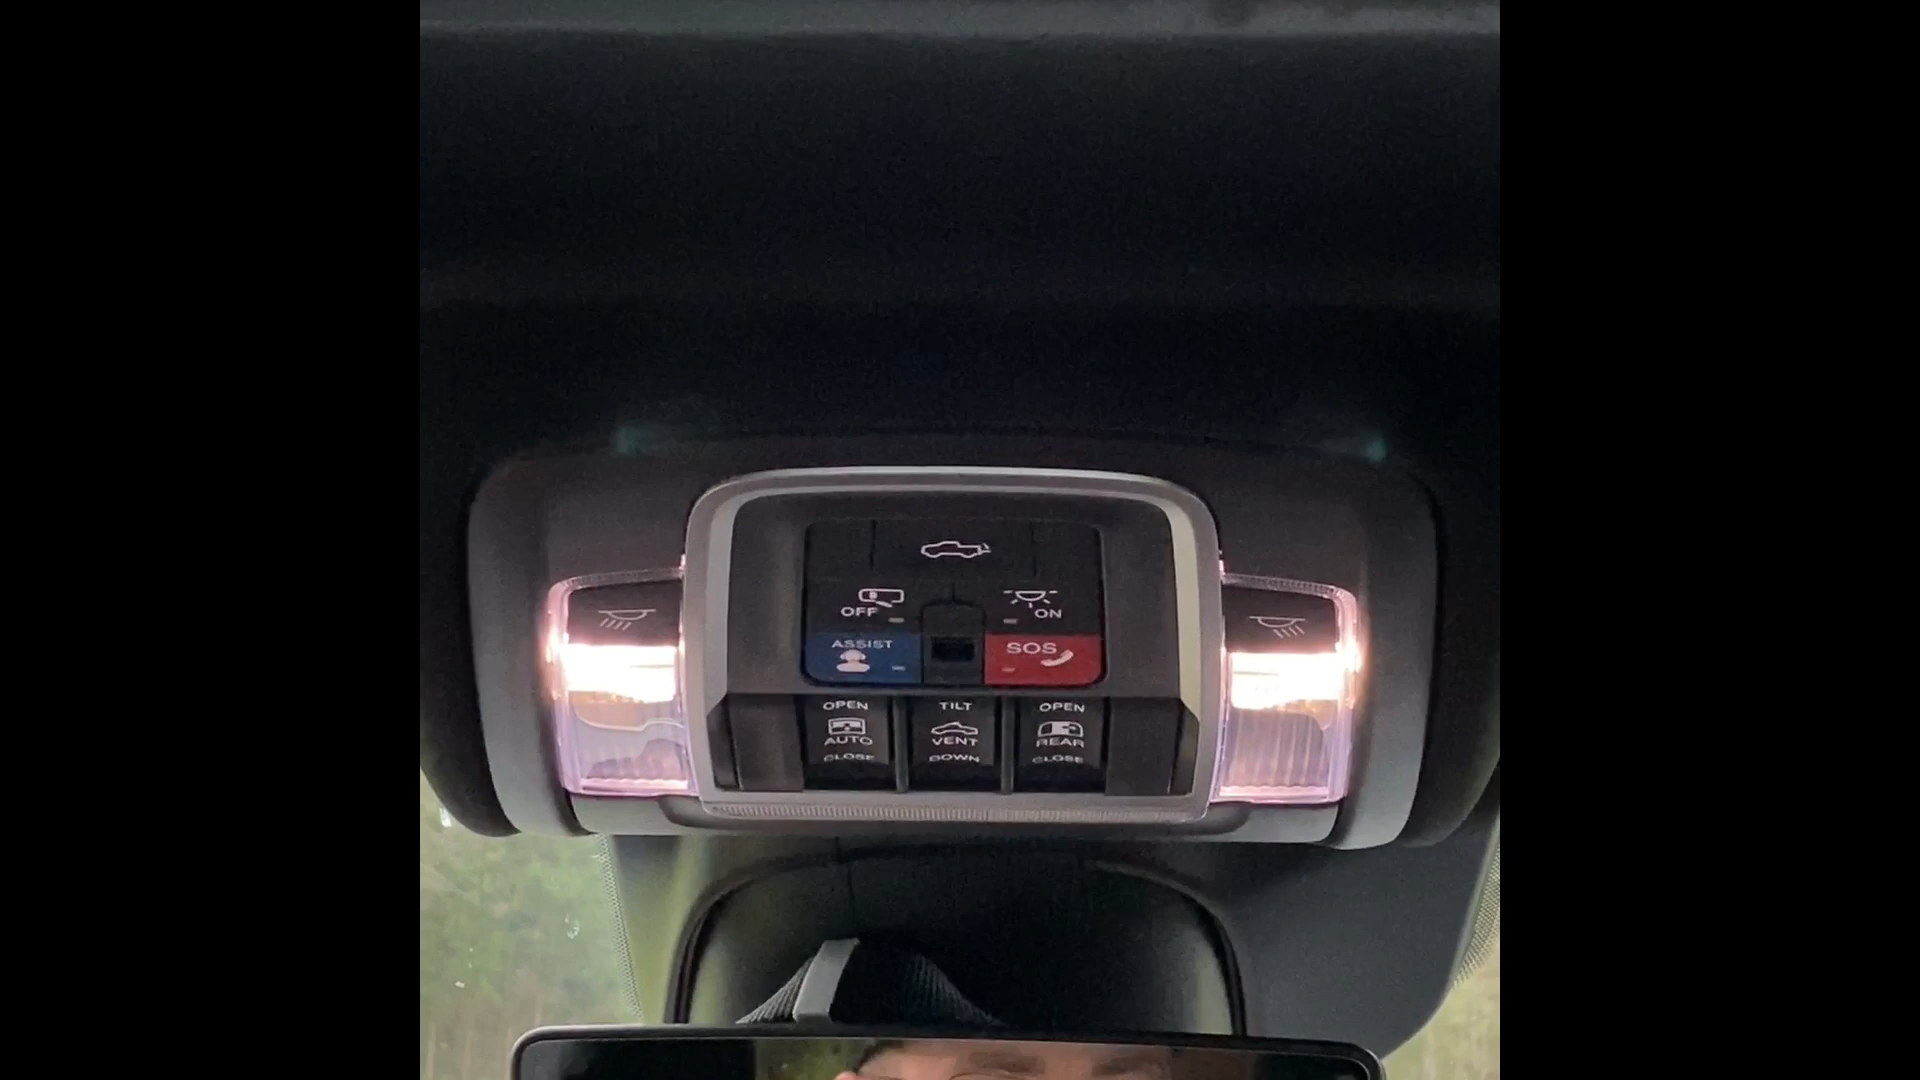 OFF
ON
ASSIST
SOS
OPEN
AUTO
CLOSE
TILT
VENT
DOWN
OPEN
REAR
CLOSE